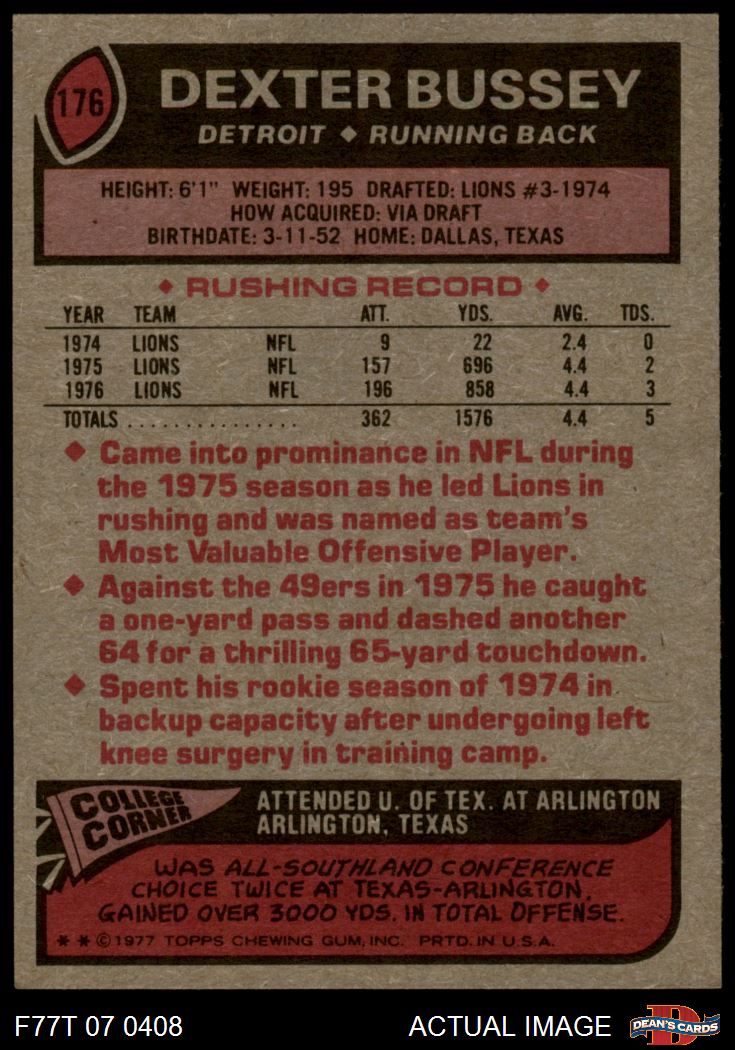 176
DEXTER BUSSEY
DETROIT ◆ RUNNING BACK
HEIGHT: 6'1" WEIGHT: 195 DRAFTED: LIONS #3-1974
HOW ACQUIRED: VIA DRAFT
BIRTHDATE: 3-11-52 HOME: DALLAS, TEXAS
◆ RUSHING RECORD ◆
YEAR TEAM ATT. YDS. AVG. TDS.
1974 LIONS NFL 9 22 2.4 0
1975 LIONS NFL 157 696 4.4 2
1976 LIONS NFL 196 858 4.4 3
TOTALS . . . . . . . . . . . . . . . 362 1576 4.4 5
◆ Came into prominance in NFL during
the 1975 season as he led Lions in
rushing and was named as team's
Most Valuable Offensive Player.
◆ Against the 49ers in 1975 he caught
a one-yard pass and dashed another
64 for a thrilling 65-yard touchdown.
◆ Spent his rookie season of 1974 in
backup capacity after undergoing left
knee surgery in training camp.
COLLEGE
CORNER
ATTENDED U. OF TEX. AT ARLINGTON
ARLINGTON, TEXAS
WAS ALL-SOUTHLAND CONFERENCE
CHOICE TWICE AT TEXAS-ARLINGTON.
GAINED OVER 3000 YDS. IN TOTAL OFFENSE.
* * © 1977 TOPPS CHEWING GUM, INC. PRTD. IN U.S.A.
F77T 07 0408 ACTUAL IMAGE
DEAN'S CARDS